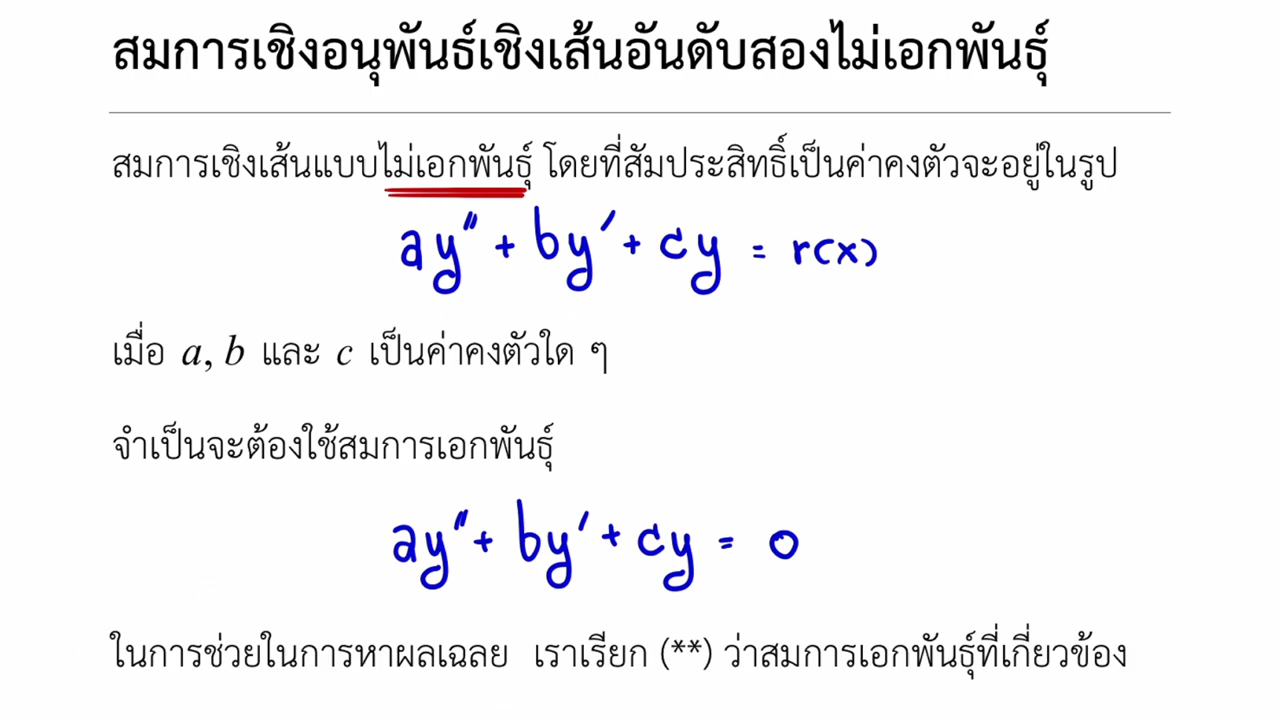 สมการเชิงอนุพันธ์เชิงเส้นอันดับสองไม่เอกพันธุ์
สมการเชิงเส้นแบบไม่เอกพันธุ์ โดยที่สัมประสิทธิ์เป็นค่าคงตัวจะอยู่ในรูป
ay" + by' + cy = r(x)
เมื่อ a, b และ c เป็นค่าคงตัวใด ๆ
จำเป็นจะต้องใช้สมการเอกพันธุ์
ay" + by' + cy = 0
ในการช่วยในการหาผลเฉลย เราเรียก (**) ว่าสมการเอกพันธุ์ที่เกี่ยวข้อง